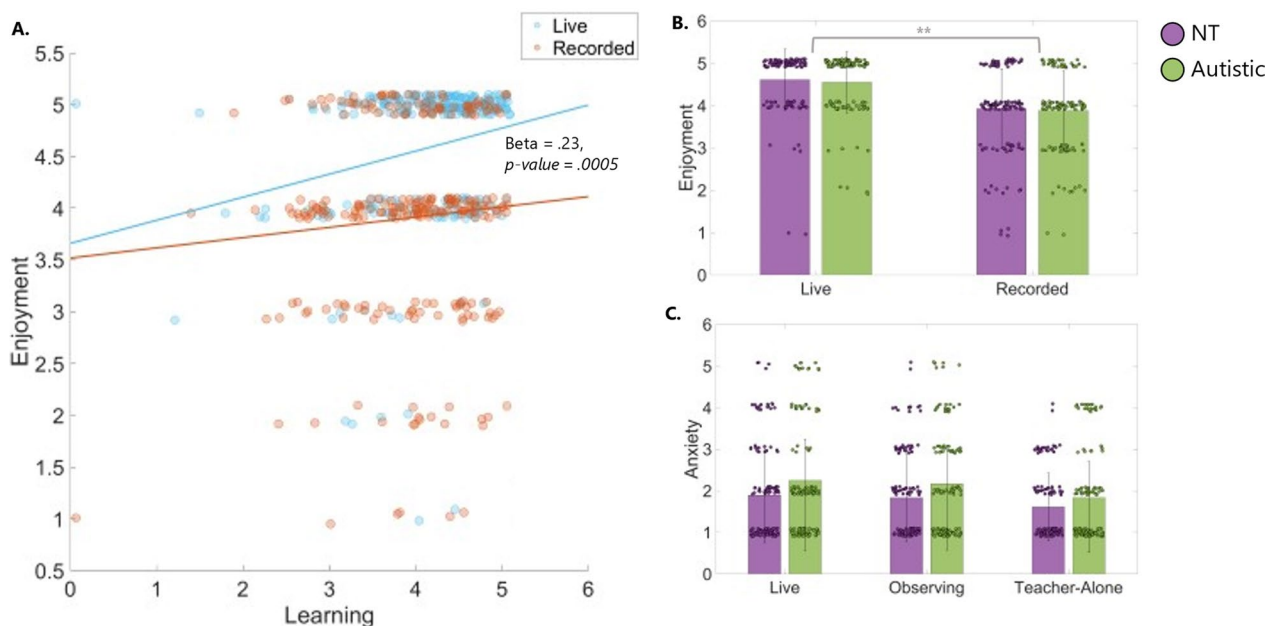 A.
Live
Recorded
5.5
5
4.5
4
3.5
3
2.5
2
1.5
1
0.5
Enjoyment
Beta = .23,
p-value = .0005
0 1 2 3 4 5 6
Learning
B.
6
5
4
3
2
1
0
Enjoyment
**
Live Recorded
NT
Autistic
C.
6
5
4
3
2
1
0
Anxiety
Live Observing Teacher-Alone